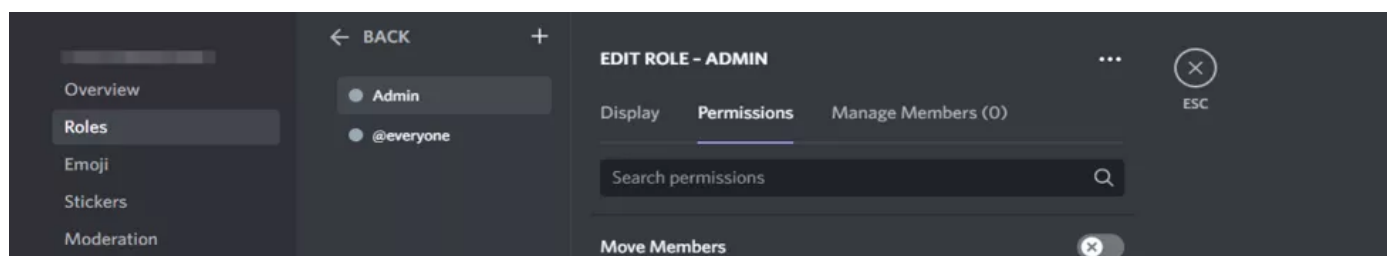 Overview
Roles
Emoji
Stickers
Moderation
← BACK +
Admin
@everyone
EDIT ROLE – ADMIN
Display Permissions Manage Members (0)
Search permissions
Move Members
ESC